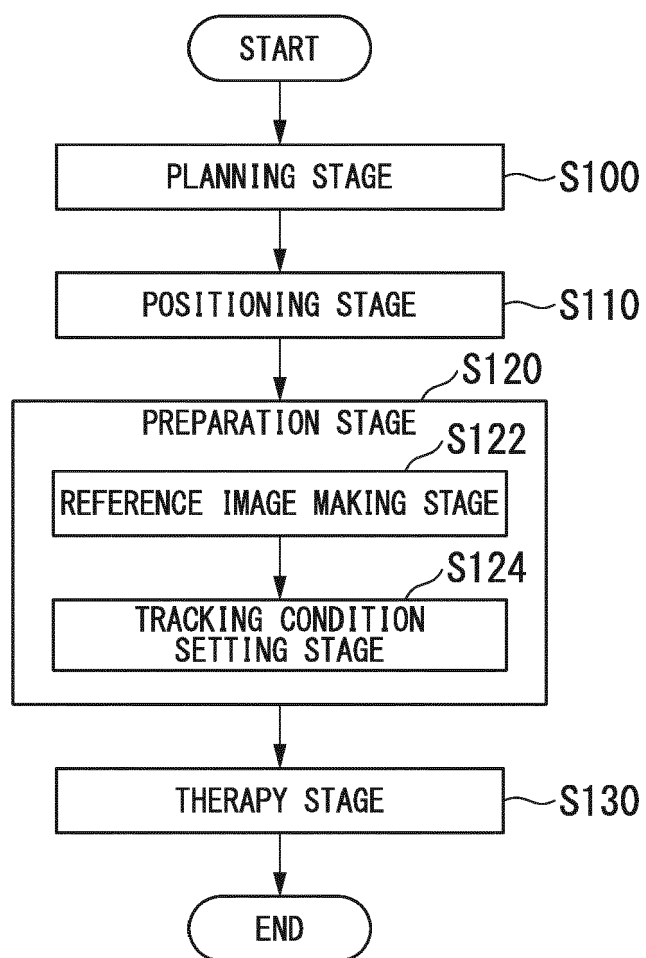 START
PLANNING STAGE
S100
POSITIONING STAGE
S110
S120
PREPARATION STAGE
S122
REFERENCE IMAGE MAKING STAGE
S124
TRACKING CONDITION
SETTING STAGE
THERAPY STAGE
S130
END